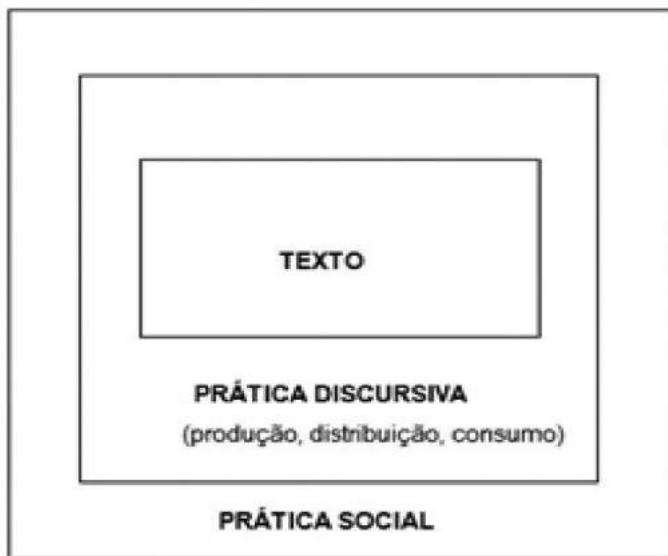 TEXTO
PRÁTICA DISCURSIVA
(produção, distribuição, consumo)
PRÁTICA SOCIAL